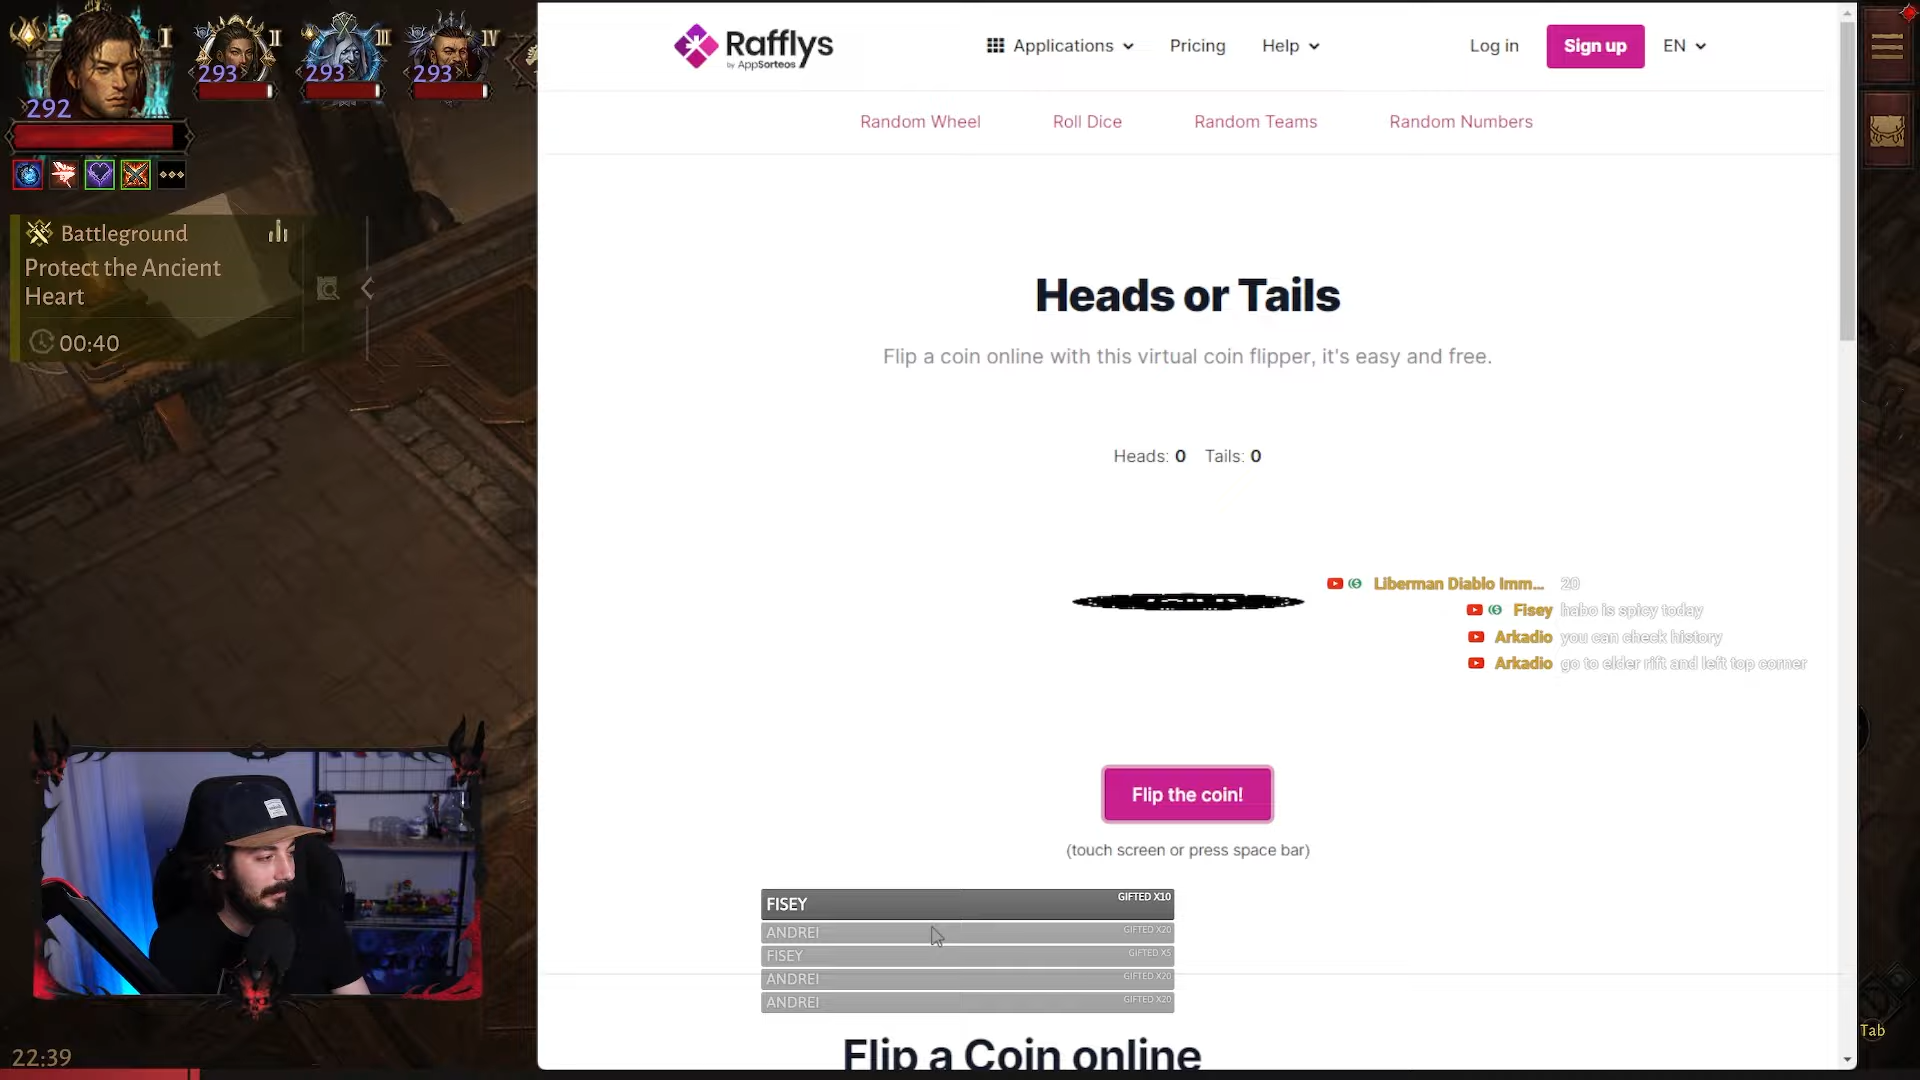 I
II
III
IV
293
293
293
292
Battleground
Protect the Ancient
Heart
00:40
22:39
Rafflys
by AppSorteos
Applications
Pricing
Help
Log in
Sign up
EN
Random Wheel
Roll Dice
Random Teams
Random Numbers
Heads or Tails
Flip a coin online with this virtual coin flipper, it's easy and free.
Heads: 0 Tails: 0
Liberman Diablo Imm... 20
Fisey habo is spicy today
Arkadio you can check history
Arkadio go to elder rift and left top corner
Flip the coin!
(touch screen or press space bar)
FISEY GIFTED X10
ANDREI GIFTED X20
FISEY GIFTED X5
ANDREI GIFTED X20
ANDREI GIFTED X20
Flip a Coin online
Tab